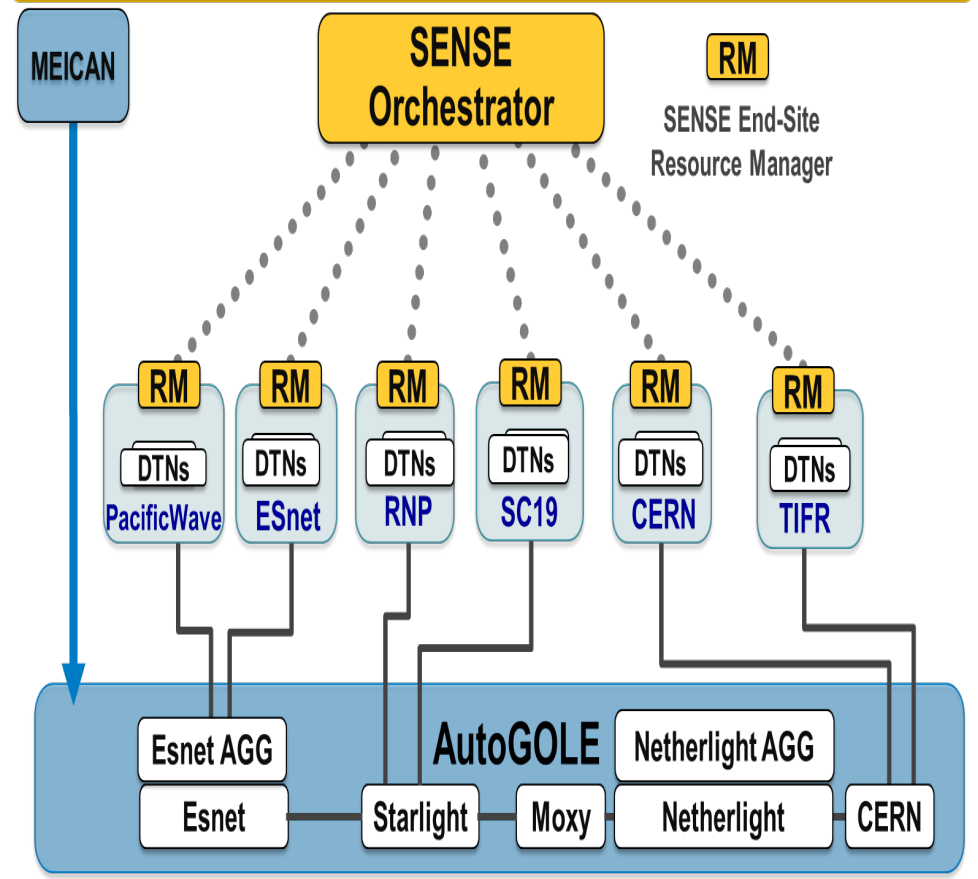 MEICAN
SENSE
Orchestrator
RM
SENSE End-Site
Resource Manager
RM
RM
RM
RM
RM
RM
DTNs
DTNs
DTNs
DTNs
DTNs
DTNs
PacificWave
ESnet
RNP
SC19
CERN
TIFR
Esnet AGG
AutoGOLE
Netherlight AGG
Esnet
Starlight
Moxy
Netherlight
CERN